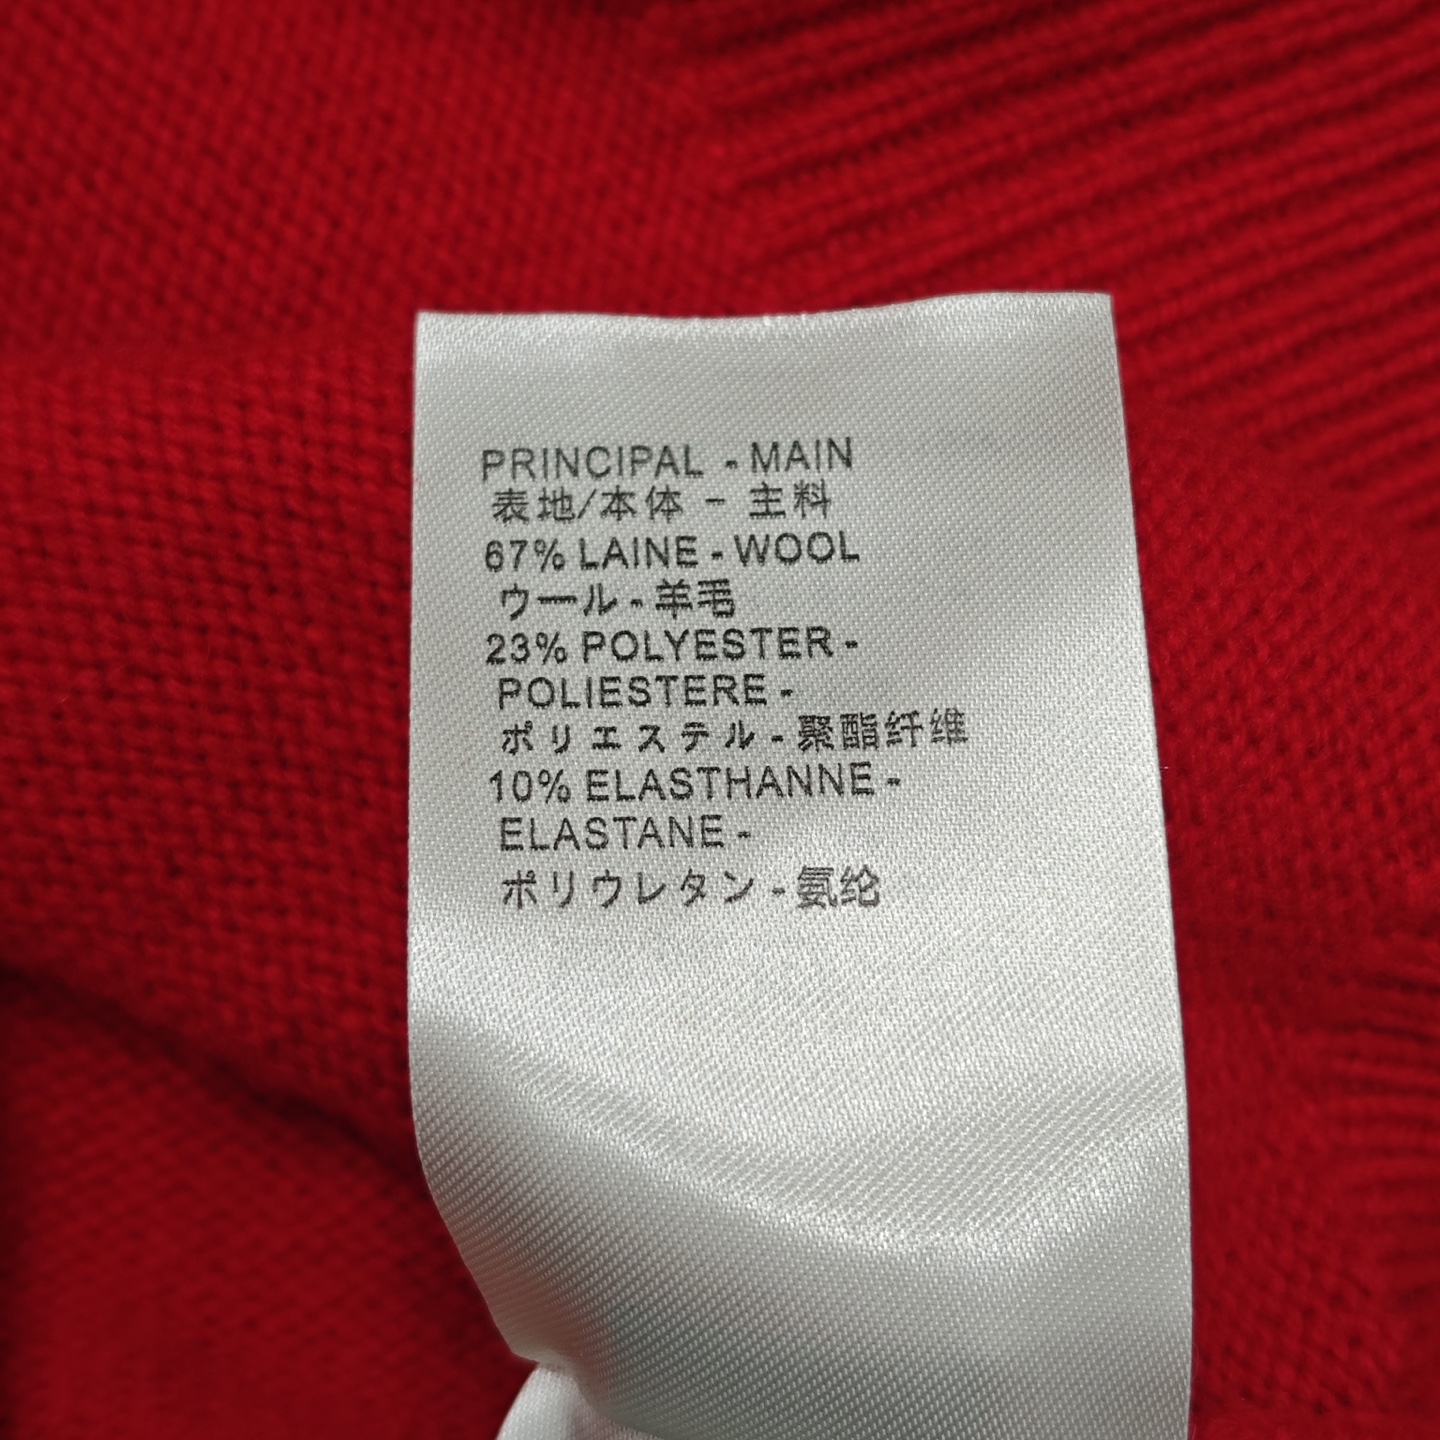 PRINCIPAL - MAIN
表地/本体 - 主料
67% LAINE - WOOL
ウール - 羊毛
23% POLYESTER -
POLIESTERE -
ポリエステル - 聚酯纤维
10% ELASTHANNE -
ELASTANE -
ポリウレタン - 氨纶